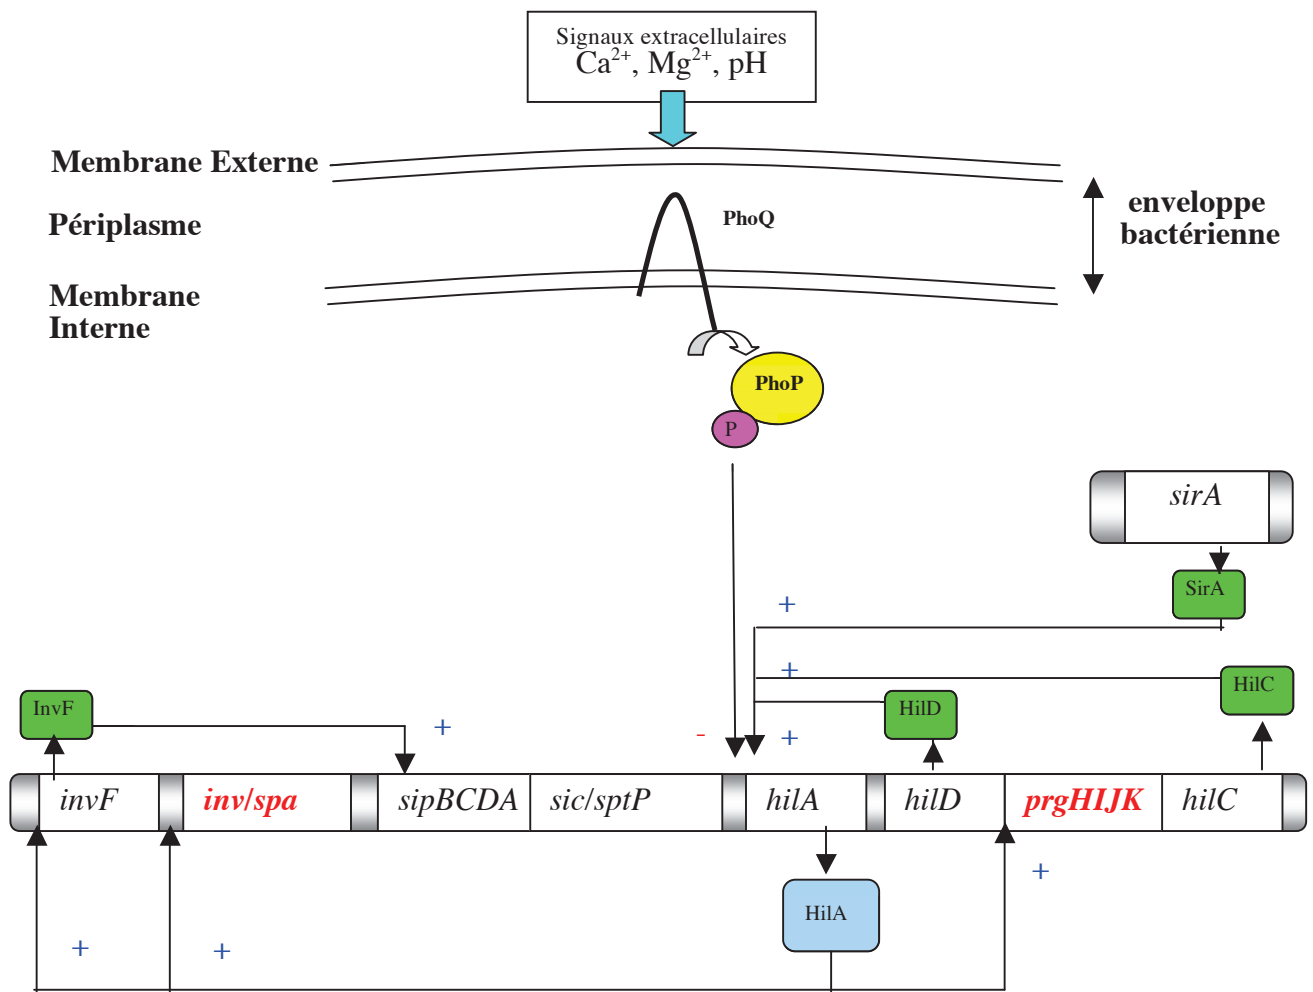 Signaux extracellulaires
Ca²⁺, Mg²⁺, pH
Membrane Externe
Périplasme
PhoQ
enveloppe
bactérienne
Membrane
Interne
PhoP
P
sirA
SirA
+
+
HilC
InvF
HilD
+
-
+
invF
inv/spa
sipBCDA
sic/sptP
hilA
hilD
prgHIJK
hilC
+
HilA
+
+